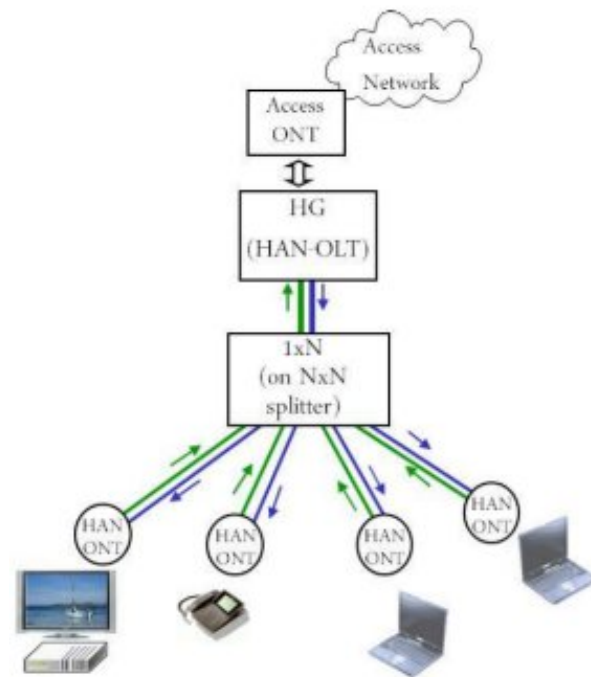 Access
Network
Access
ONT
HG
(HAN-OLT)
1xN
(on NxN
splitter)
HAN
ONT
HAN
ONT
HAN
ONT
HAN
ONT